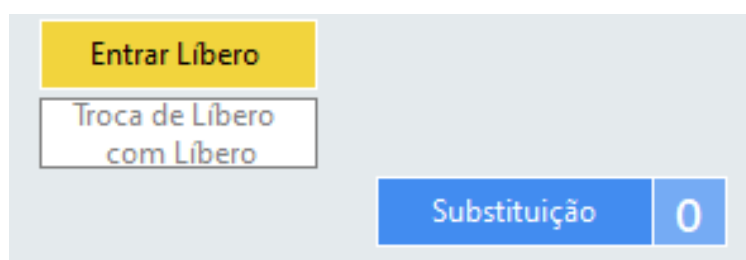 Entrar Líbero
Troca de Líbero
com Líbero
Substituição 0